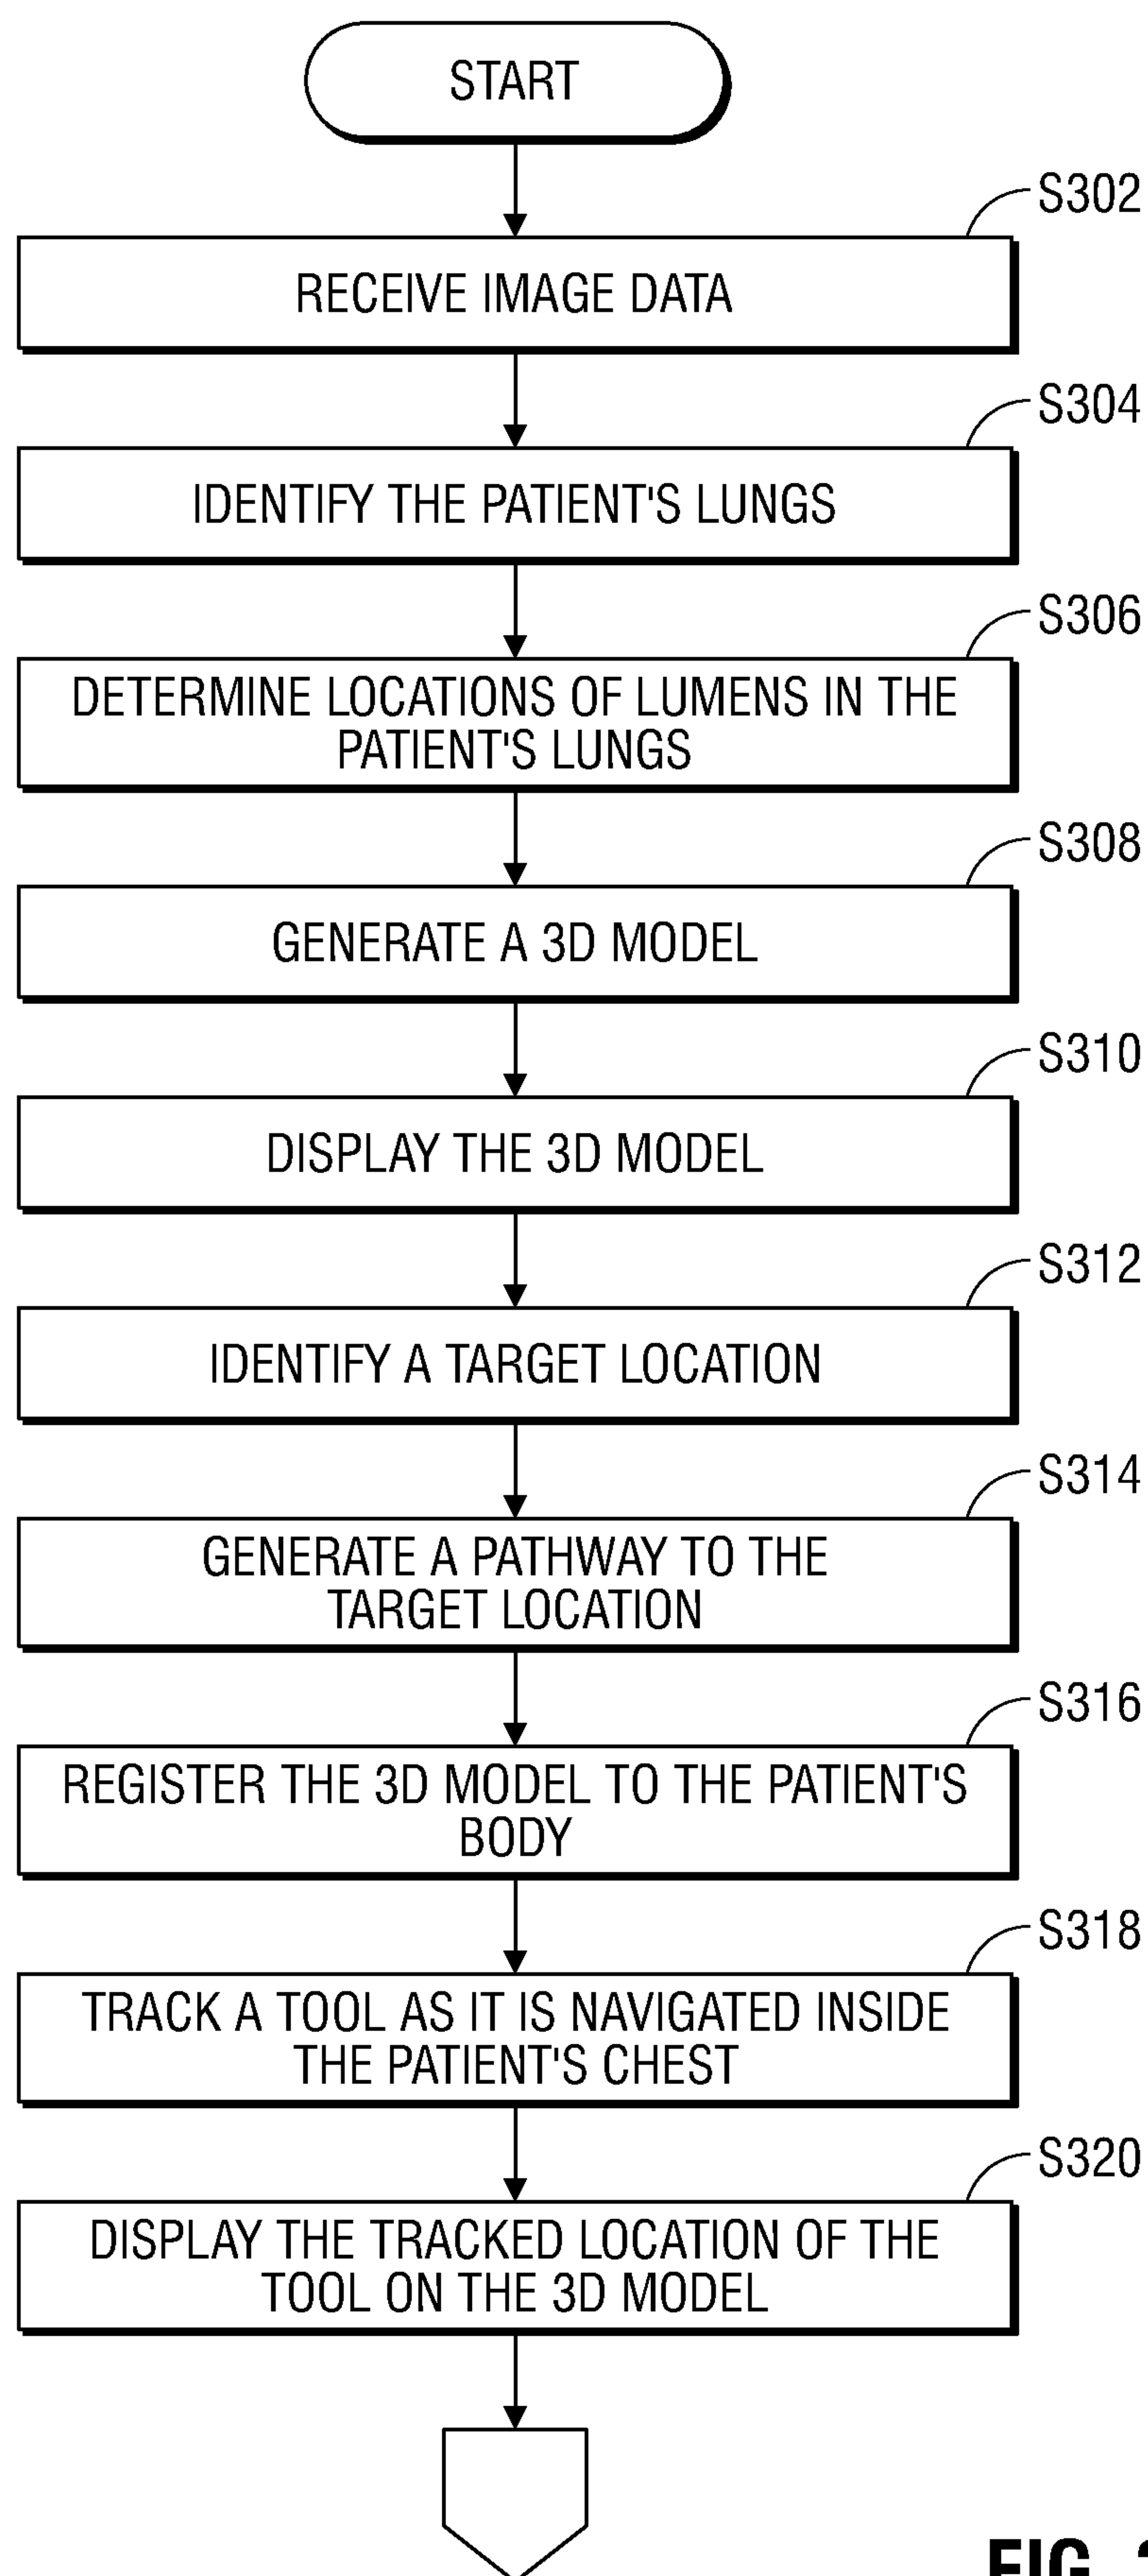 START
S302
RECEIVE IMAGE DATA
S304
IDENTIFY THE PATIENT'S LUNGS
S306
DETERMINE LOCATIONS OF LUMENS IN THE
PATIENT'S LUNGS
S308
GENERATE A 3D MODEL
S310
DISPLAY THE 3D MODEL
S312
IDENTIFY A TARGET LOCATION
S314
GENERATE A PATHWAY TO THE
TARGET LOCATION
S316
REGISTER THE 3D MODEL TO THE PATIENT'S
BODY
S318
TRACK A TOOL AS IT IS NAVIGATED INSIDE
THE PATIENT'S CHEST
S320
DISPLAY THE TRACKED LOCATION OF THE
TOOL ON THE 3D MODEL
FIG.